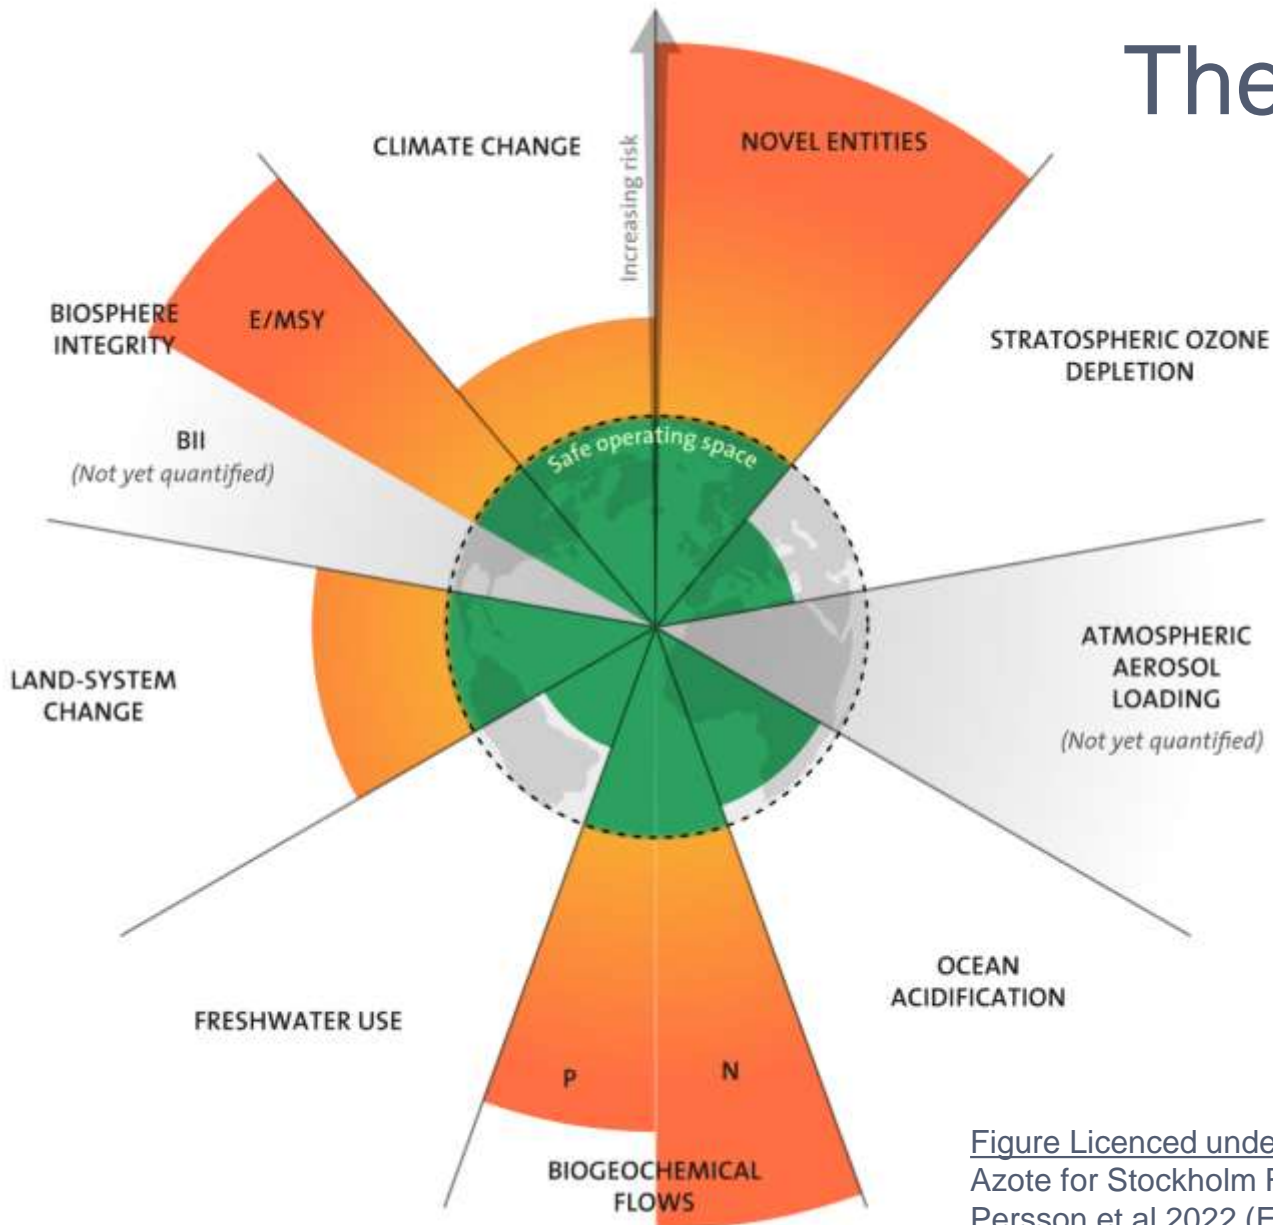 The
CLIMATE CHANGE
NOVEL ENTITIES
Increasing risk
BIOSPHERE
INTEGRITY
E/MSY
STRATOSPHERIC OZONE
DEPLETION
BII
(Not yet quantified)
Safe operating space
ATMOSPHERIC
AEROSOL
LOADING
(Not yet quantified)
LAND-SYSTEM
CHANGE
OCEAN
ACIDIFICATION
FRESHWATER USE
P
N
BIOGEOCHEMICAL
FLOWS
Figure Licenced unde
Azote for Stockholm
Persson et al 2022